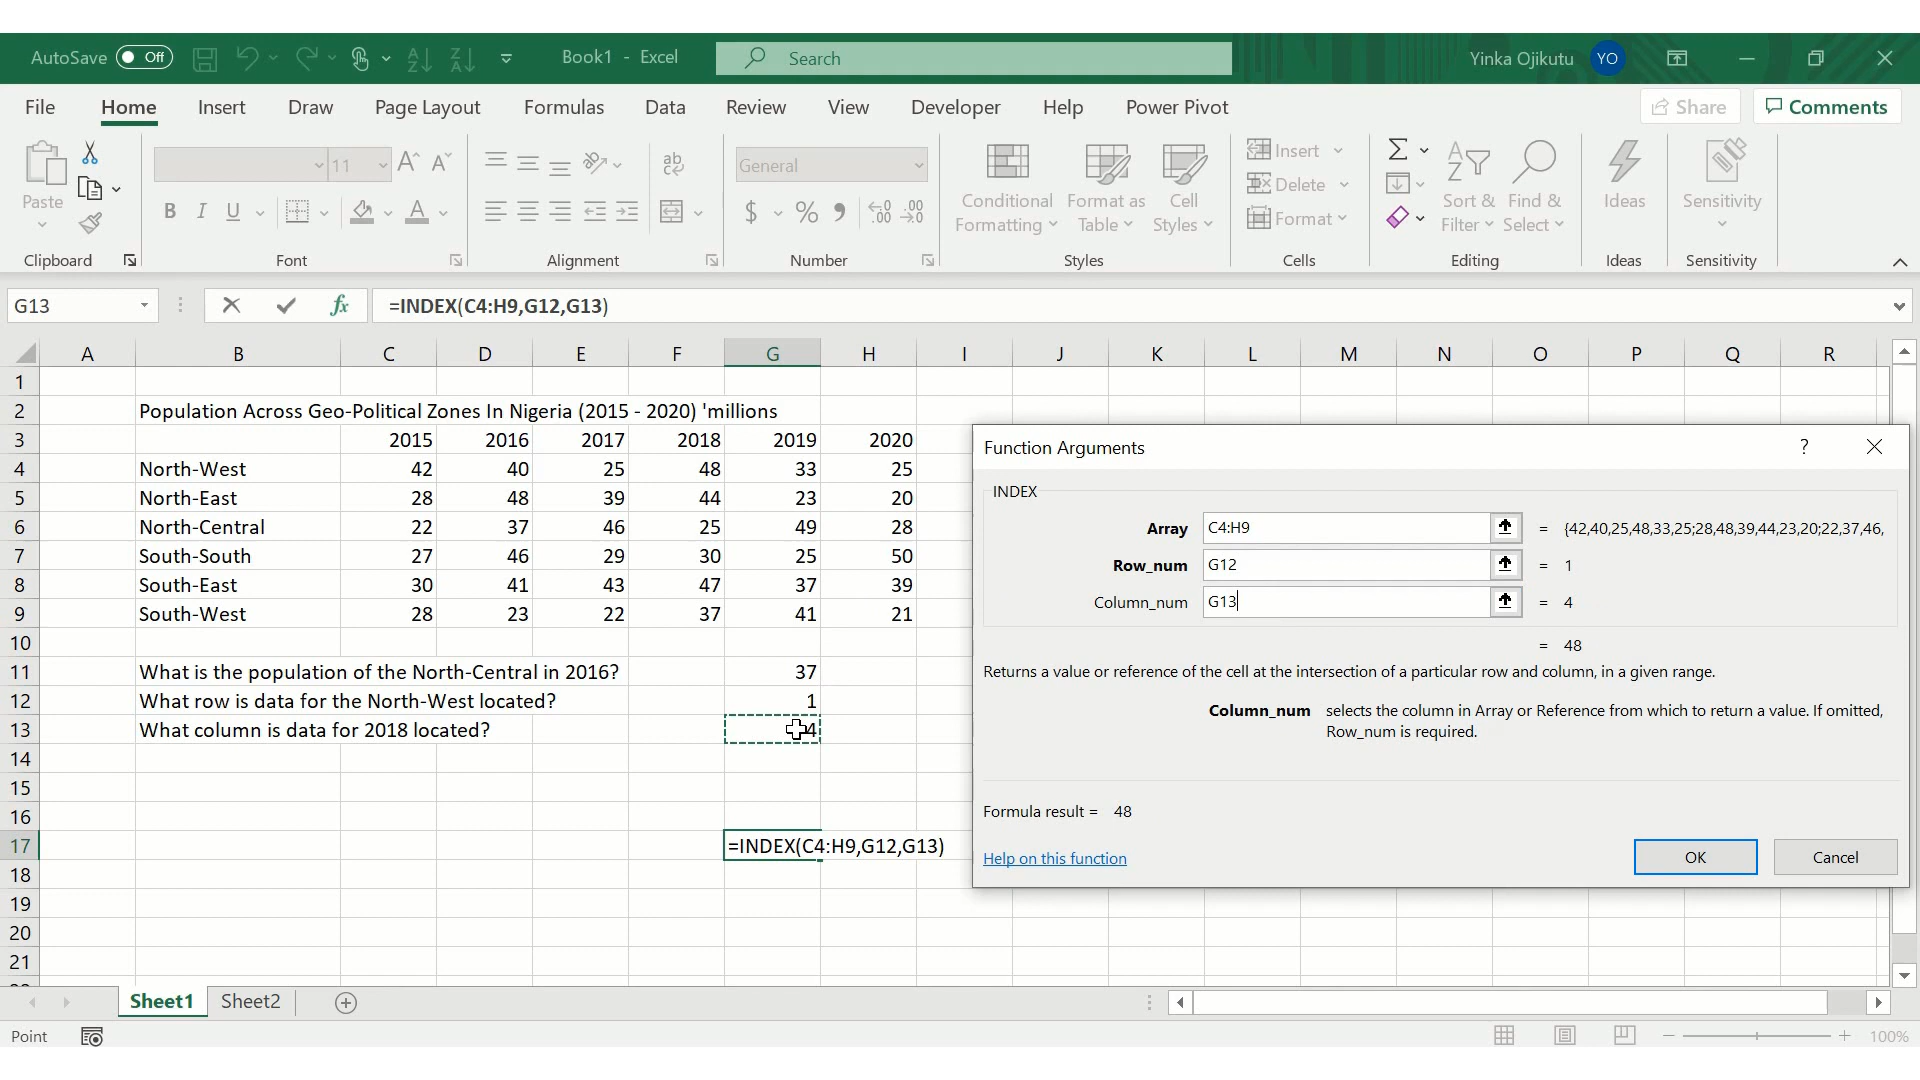 AutoSave Off Book1 - Excel Search Yinka Ojikutu YO
File Home Insert Draw Page Layout Formulas Data Review View Developer Help Power Pivot Share Comments
Paste
11
B I U A
A A
ab
General
$ % 9 .00 .00
Conditional Formatting
Format as Table
Cell Styles
Insert
Delete
Format
Sort & Filter
Find & Select
Ideas
Sensitivity
Clipboard Font Alignment Number Styles Cells Editing Ideas Sensitivity
G13 fx =INDEX(C4:H9,G12,G13)
A B C D E F G H I J K L M N O P Q R
1
2 Population Across Geo-Political Zones In Nigeria (2015 - 2020) 'millions
3 2015 2016 2017 2018 2019 2020
4 North-West 42 40 25 48 33 25
5 North-East 28 48 39 44 23 20
6 North-Central 22 37 46 25 49 28
7 South-South 27 46 29 30 25 50
8 South-East 30 41 43 47 37 39
9 South-West 28 23 22 37 41 21
10
11 What is the population of the North-Central in 2016? 37
12 What row is data for the North-West located? 1
13 What column is data for 2018 located? 4
14
15
16
17 =INDEX(C4:H9,G12,G13)
18
19
20
21
Function Arguments ?
INDEX
Array C4:H9 = {42,40,25,48,33,25;28,48,39,44,23,20;22,37,46,
Row_num G12 = 1
Column_num G13 = 4
= 48
Returns a value or reference of the cell at the intersection of a particular row and column, in a given range.
Column_num selects the column in Array or Reference from which to return a value. If omitted,
Row_num is required.
Formula result = 48
Help on this function OK Cancel
Sheet1 Sheet2
Point 100%